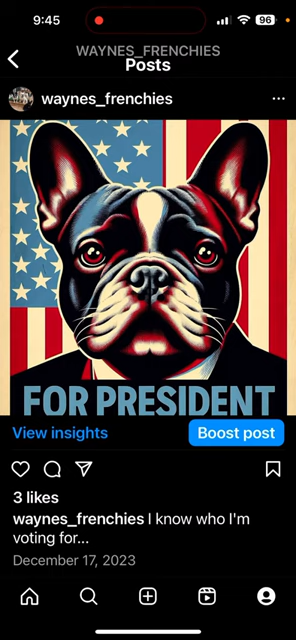 9:45
96
WAYNES_FRENCHIES
Posts
waynes_frenchies
FOR PRESIDENT
View insights
Boost post
3 likes
waynes_frenchies I know who I'm
voting for...
December 17, 2023